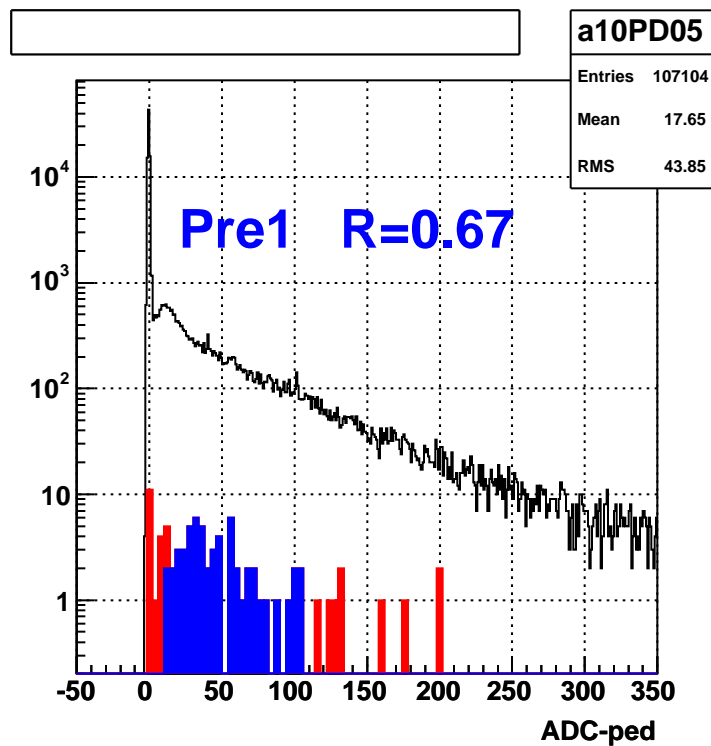 a10PD05
Entries 107104
Mean 17.65
RMS 43.85
Pre1 R=0.67
10^4
10^3
10^2
10
1
-50 0 50 100 150 200 250 300 350
ADC-ped